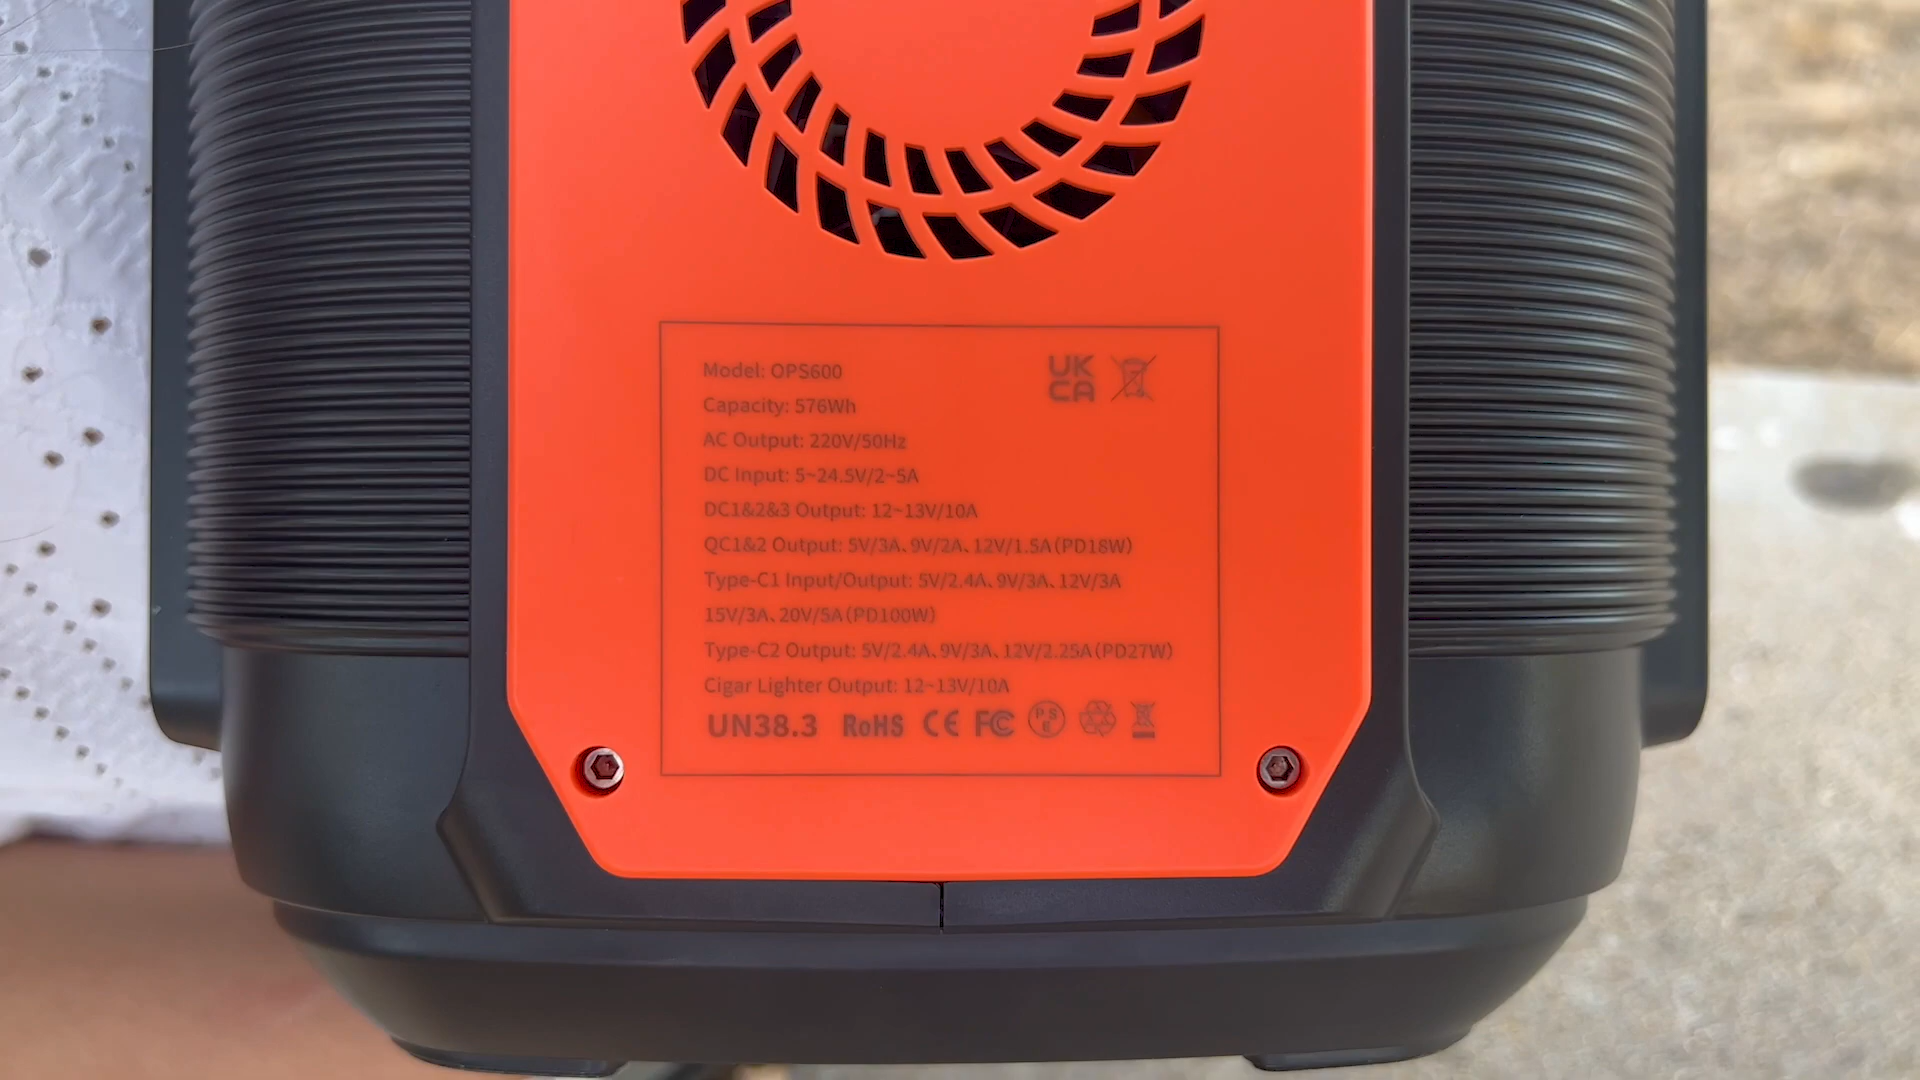 Model: OPS600
UK
CA
Capacity: 576Wh
AC Output: 220V/50Hz
DC Input: 5~24.5V/2~5A
DC1&2&3 Output: 12~13V/10A
QC1&2 Output: 5V/3A、9V/2A、12V/1.5A(PD18W)
Type-C1 Input/Output: 5V/2.4A、9V/3A、12V/3A
15V/3A、20V/5A(PD100W)
Type-C2 Output: 5V/2.4A、9V/3A、12V/2.25A(PD27W)
Cigar Lighter Output: 12~13V/10A
UN38.3 RoHS CE FC PSE